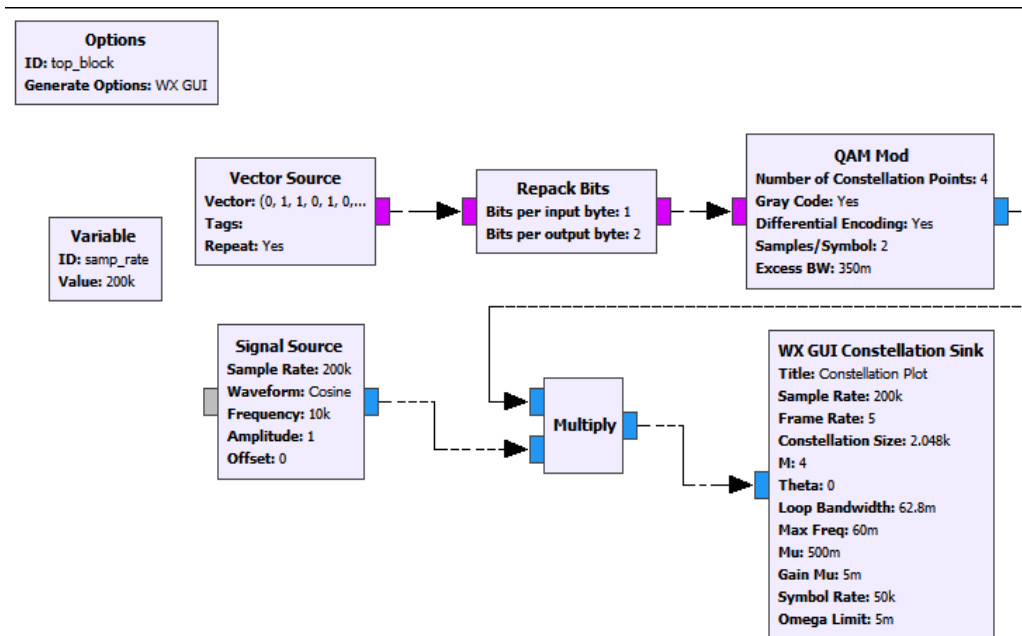 Options
ID: top_block
Generate Options: WX GUI
Variable
ID: samp_rate
Value: 200k
Vector Source
Vector: (0, 1, 1, 0, 1, 0,...
Tags:
Repeat: Yes
Repack Bits
Bits per input byte: 1
Bits per output byte: 2
QAM Mod
Number of Constellation Points: 4
Gray Code: Yes
Differential Encoding: Yes
Samples/Symbol: 2
Excess BW: 350m
Signal Source
Sample Rate: 200k
Waveform: Cosine
Frequency: 10k
Amplitude: 1
Offset: 0
Multiply
WX GUI Constellation Sink
Title: Constellation Plot
Sample Rate: 200k
Frame Rate: 5
Constellation Size: 2.048k
M: 4
Theta: 0
Loop Bandwidth: 62.8m
Max Freq: 60m
Mu: 500m
Gain Mu: 5m
Symbol Rate: 50k
Omega Limit: 5m